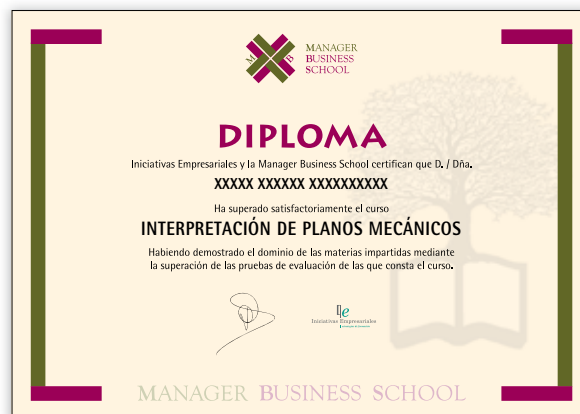 M B
MANAGER
BUSINESS
SCHOOL
DIPLOMA
Iniciativas Empresariales y la Manager Business School certifican que D. / Dña.
XXXXX XXXXXX XXXXXXXXXX
Ha superado satisfactoriamente el curso
INTERPRETACIÓN DE PLANOS MECÁNICOS
Habiendo demostrado el dominio de las materias impartidas mediante
la superación de las pruebas de evaluación de las que consta el curso.
Iniciativas Empresariales
MANAGER BUSINESS SCHOOL